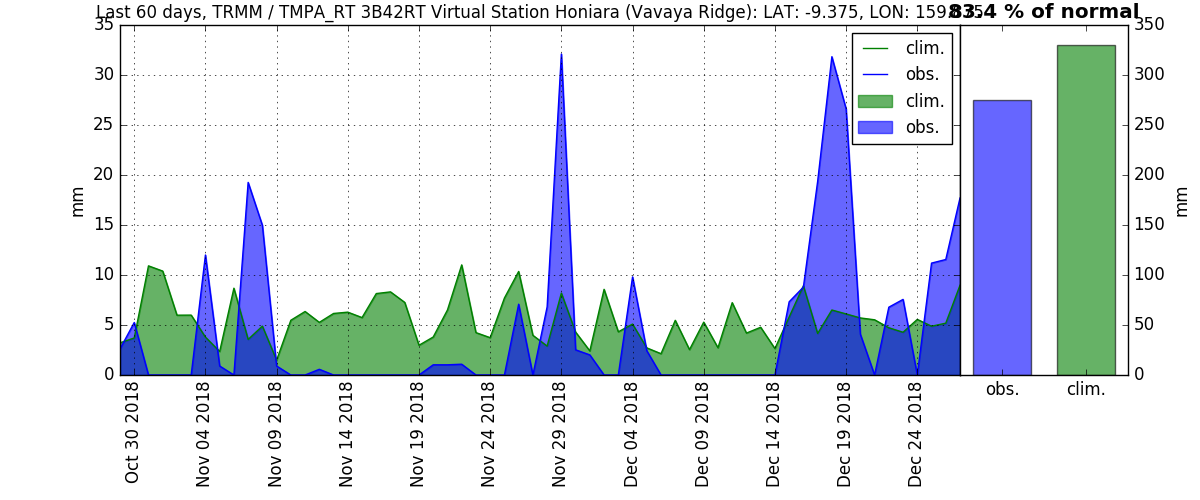 Last 60 days, TRMM / TMPA_RT 3B42RT Virtual Station Honiara (Vavaya Ridge): LAT: -9.375, LON:
83.4 % of normal
35
30
25
20
15
10
5
0
mm
clim.
obs.
clim.
obs.
Oct 30 2018
Nov 04 2018
Nov 09 2018
Nov 14 2018
Nov 19 2018
Nov 24 2018
Nov 29 2018
Dec 04 2018
Dec 09 2018
Dec 14 2018
Dec 19 2018
Dec 24 2018
350
300
250
200
150
100
50
0
mm
obs.
clim.